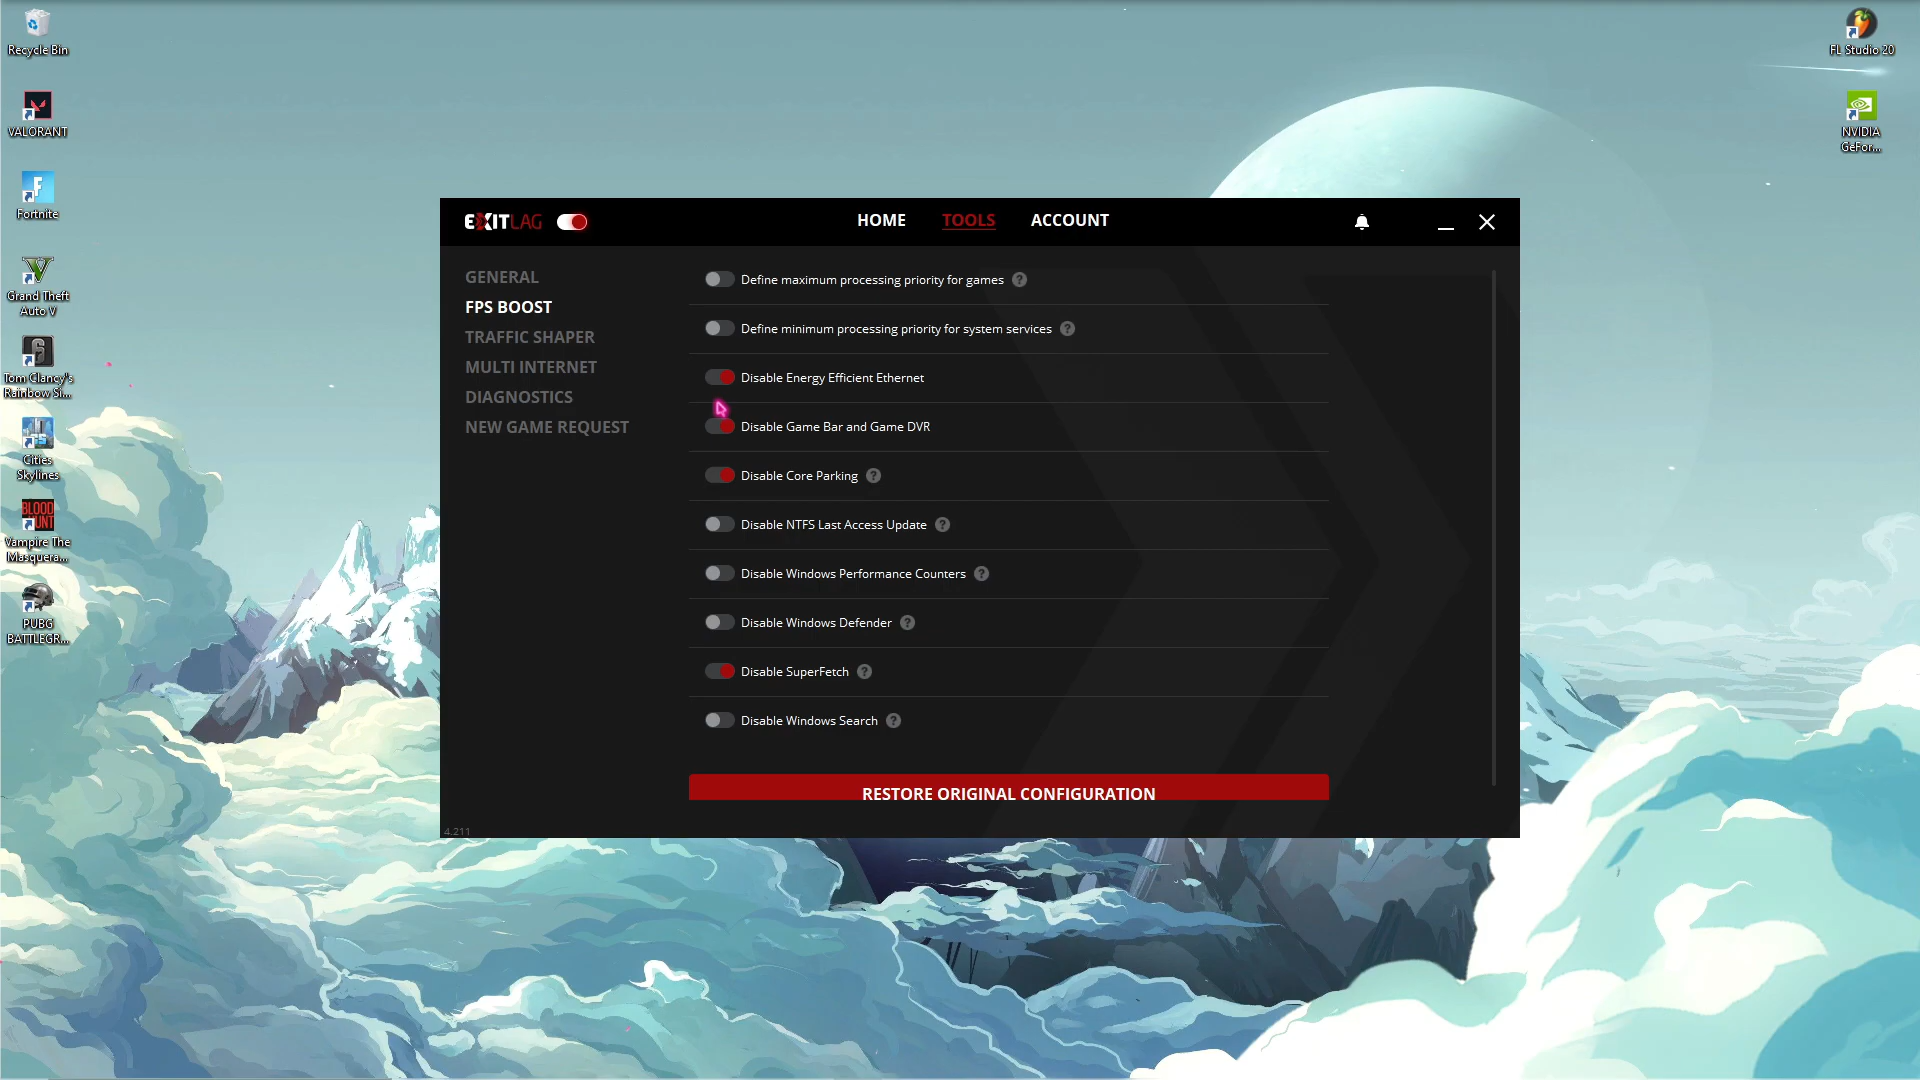 Recycle Bin
VALORANT
Fortnite
Grand Theft
Auto V
Tom Clancy's
Rainbow Si...
Cities
Skylines
BLOOD
HUNT
Vampire The
Masquera...
PUBG
BATTLEGR...
FL Studio 20
NVIDIA
GeFor...
EXITLAG
HOME
TOOLS
ACCOUNT
GENERAL
FPS BOOST
TRAFFIC SHAPER
MULTI INTERNET
DIAGNOSTICS
NEW GAME REQUEST
Define maximum processing priority for games ?
Define minimum processing priority for system services ?
Disable Energy Efficient Ethernet
Disable Game Bar and Game DVR
Disable Core Parking ?
Disable NTFS Last Access Update ?
Disable Windows Performance Counters ?
Disable Windows Defender ?
Disable SuperFetch ?
Disable Windows Search ?
RESTORE ORIGINAL CONFIGURATION
4.211